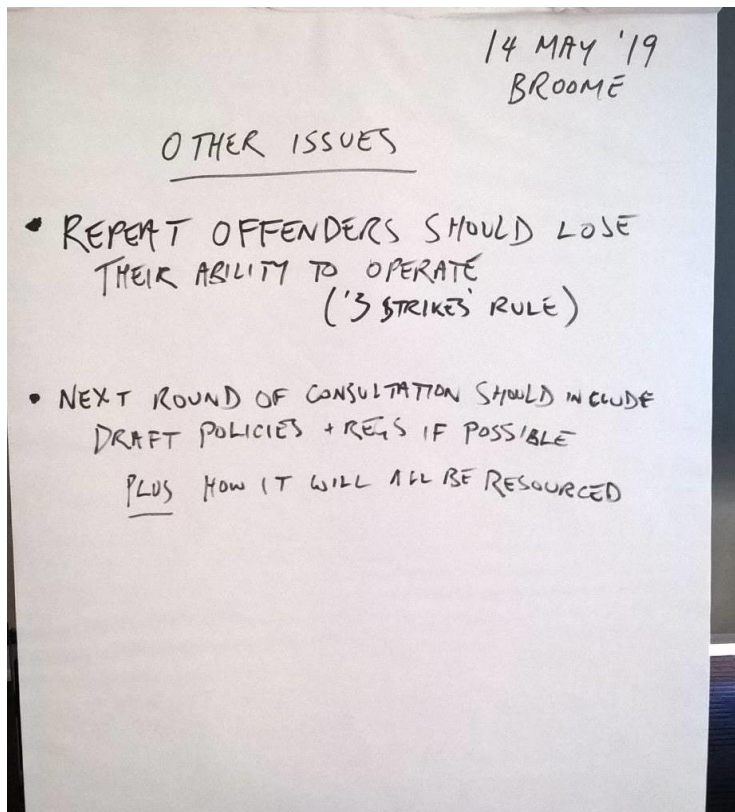 14 MAY '19
BROOME
OTHER ISSUES
• REPEAT OFFENDERS SHOULD LOSE
THEIR ABILITY TO OPERATE
('3 STRIKES' RULE)
• NEXT ROUND OF CONSULTATION SHOULD INCLUDE
DRAFT POLICIES + REGS IF POSSIBLE
PLUS HOW IT WILL ALL BE RESOURCED